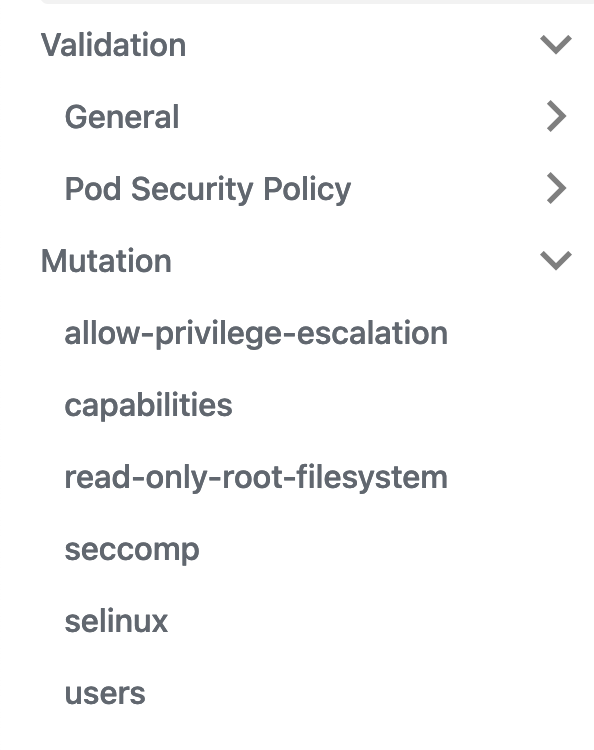 Validation
General
Pod Security Policy
Mutation
allow-privilege-escalation
capabilities
read-only-root-filesystem
seccomp
selinux
users